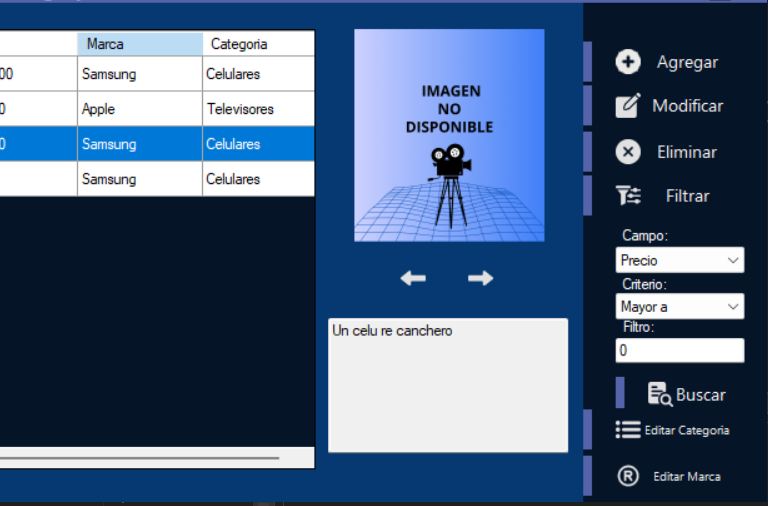 Marca Categoria
00 Samsung Celulares
0 Apple Televisores
0 Samsung Celulares
Samsung Celulares
IMAGEN
NO
DISPONIBLE
Un celu re canchero
Agregar
Modificar
Eliminar
Filtrar
Campo:
Precio
Criterio:
Mayor a
Filtro:
0
Buscar
Editar Categoria
® Editar Marca